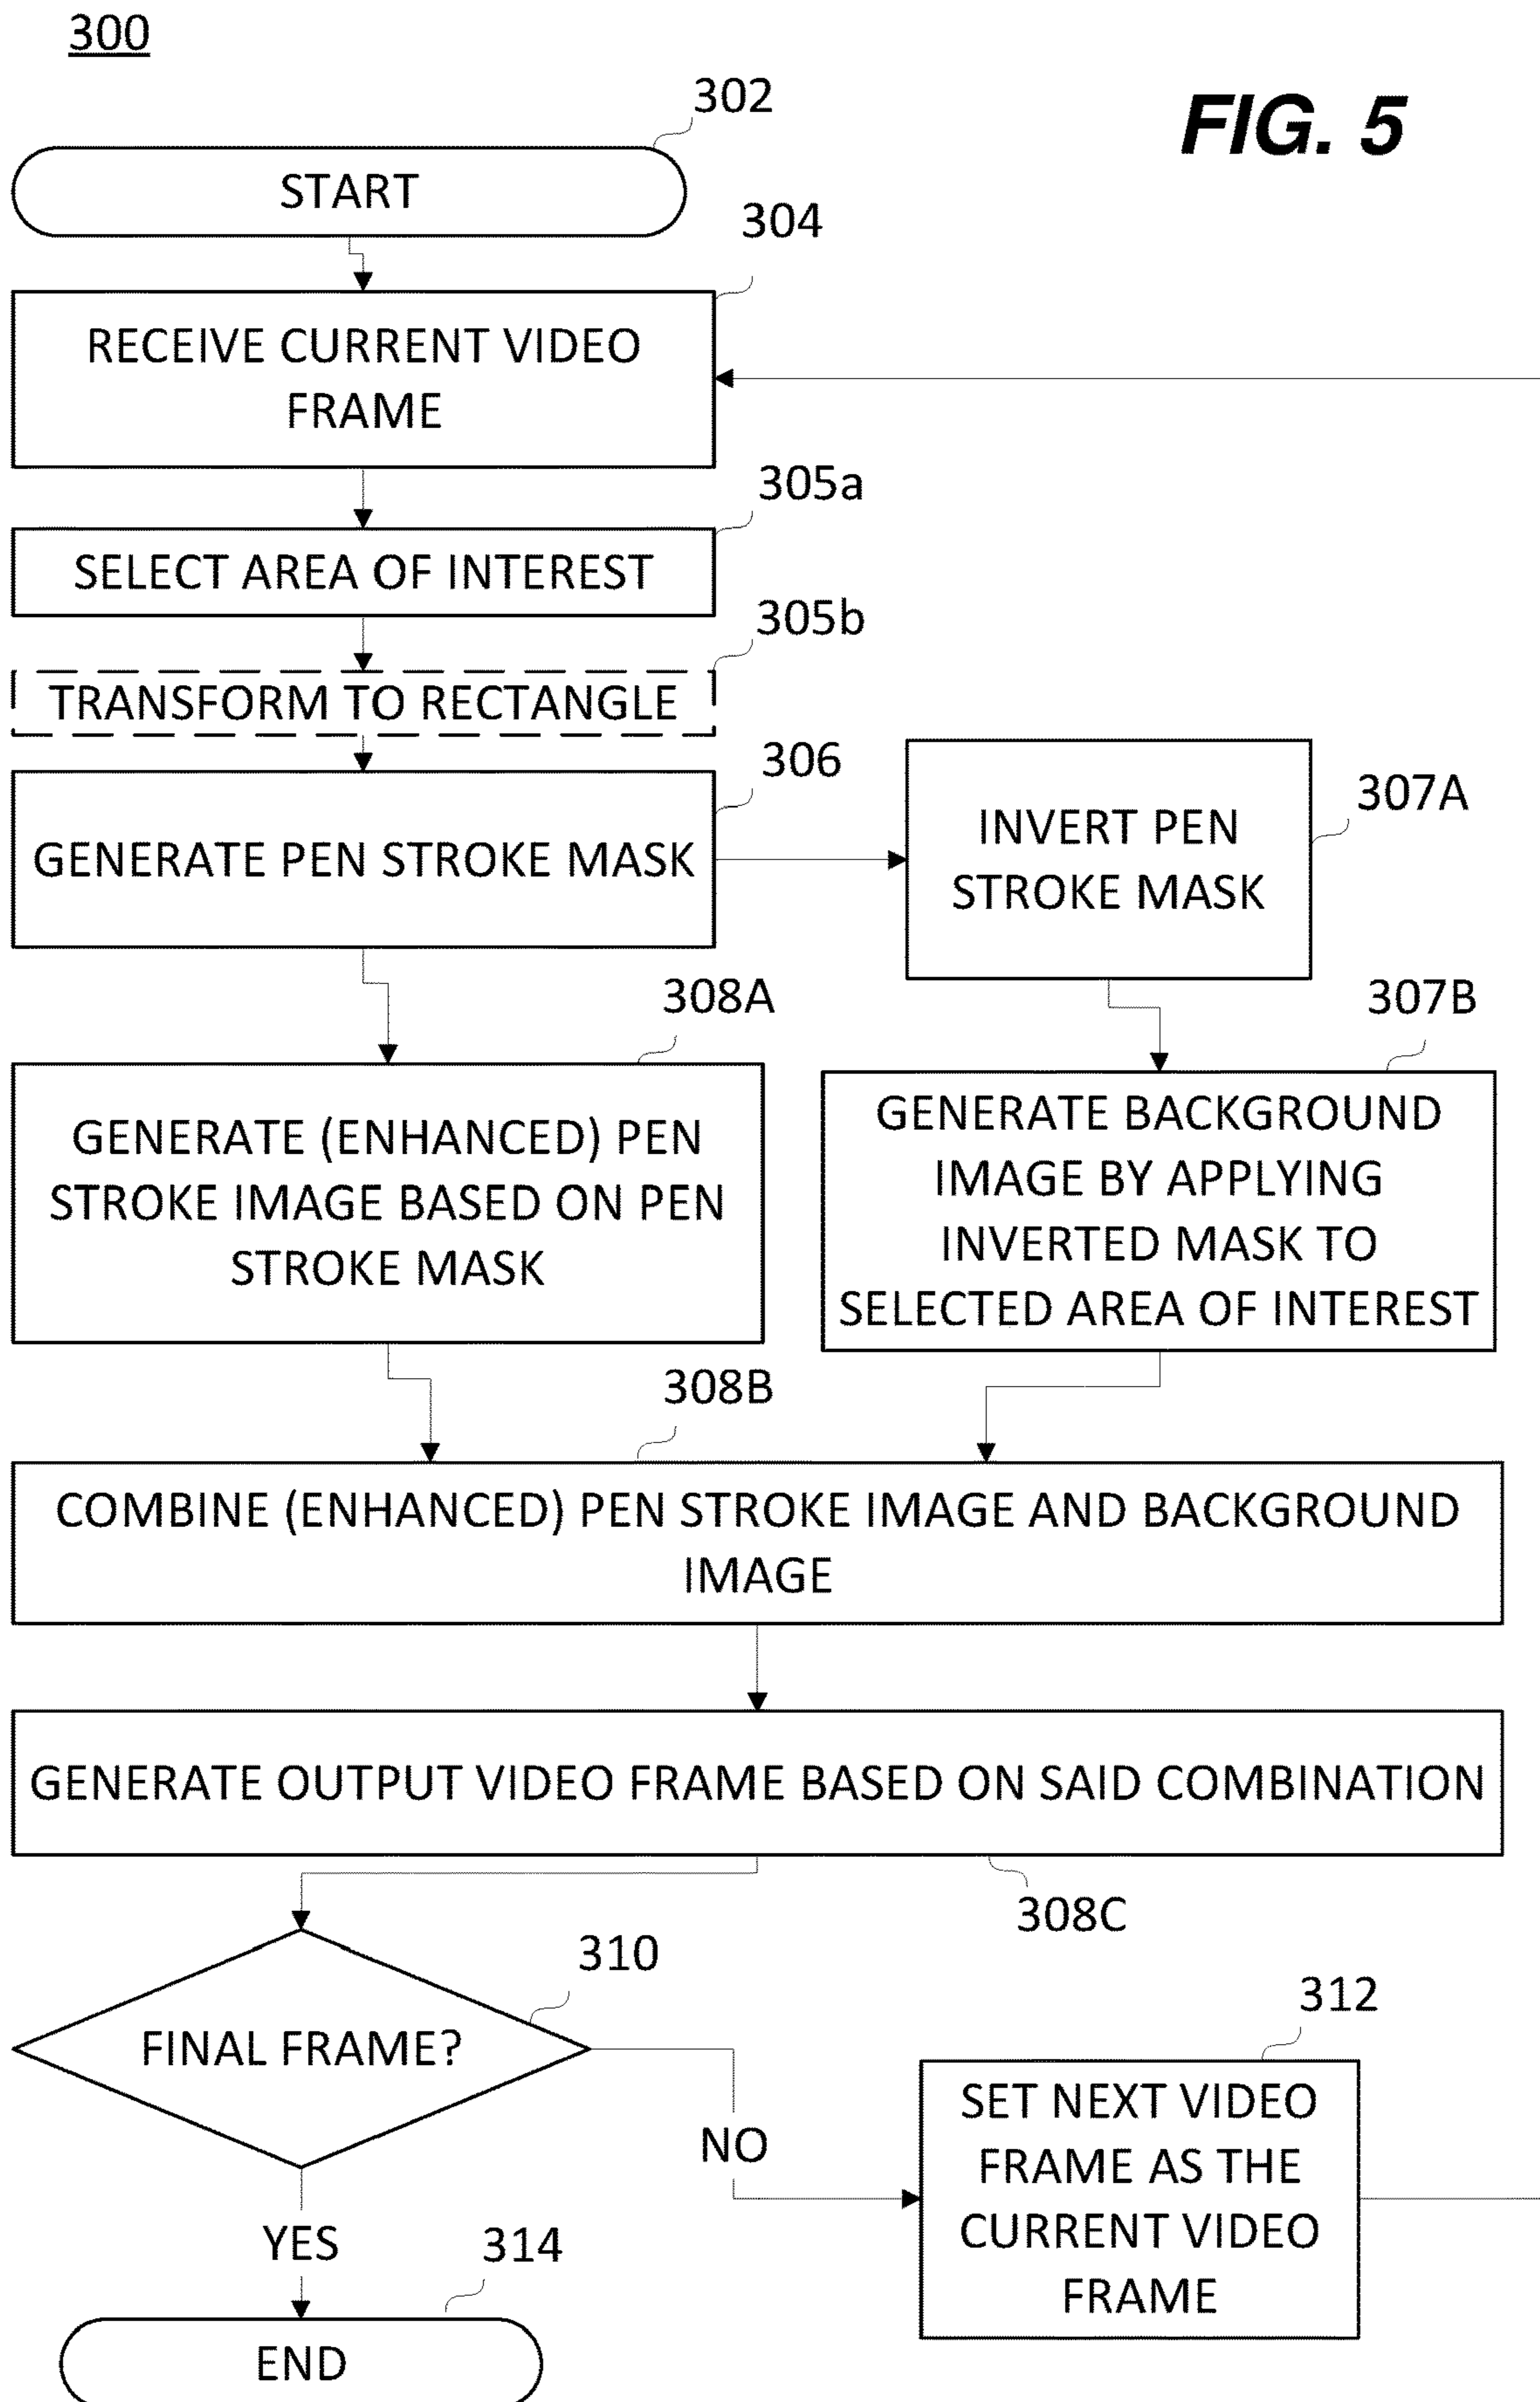 300
FIG. 5
302
START
304
RECEIVE CURRENT VIDEO
FRAME
305a
SELECT AREA OF INTEREST
305b
TRANSFORM TO RECTANGLE
306
GENERATE PEN STROKE MASK
307A
INVERT PEN
STROKE MASK
308A
GENERATE (ENHANCED) PEN
STROKE IMAGE BASED ON PEN
STROKE MASK
307B
GENERATE BACKGROUND
IMAGE BY APPLYING
INVERTED MASK TO
SELECTED AREA OF INTEREST
308B
COMBINE (ENHANCED) PEN STROKE IMAGE AND BACKGROUND
IMAGE
GENERATE OUTPUT VIDEO FRAME BASED ON SAID COMBINATION
308C
310
FINAL FRAME?
NO
312
SET NEXT VIDEO
FRAME AS THE
CURRENT VIDEO
FRAME
YES
314
END